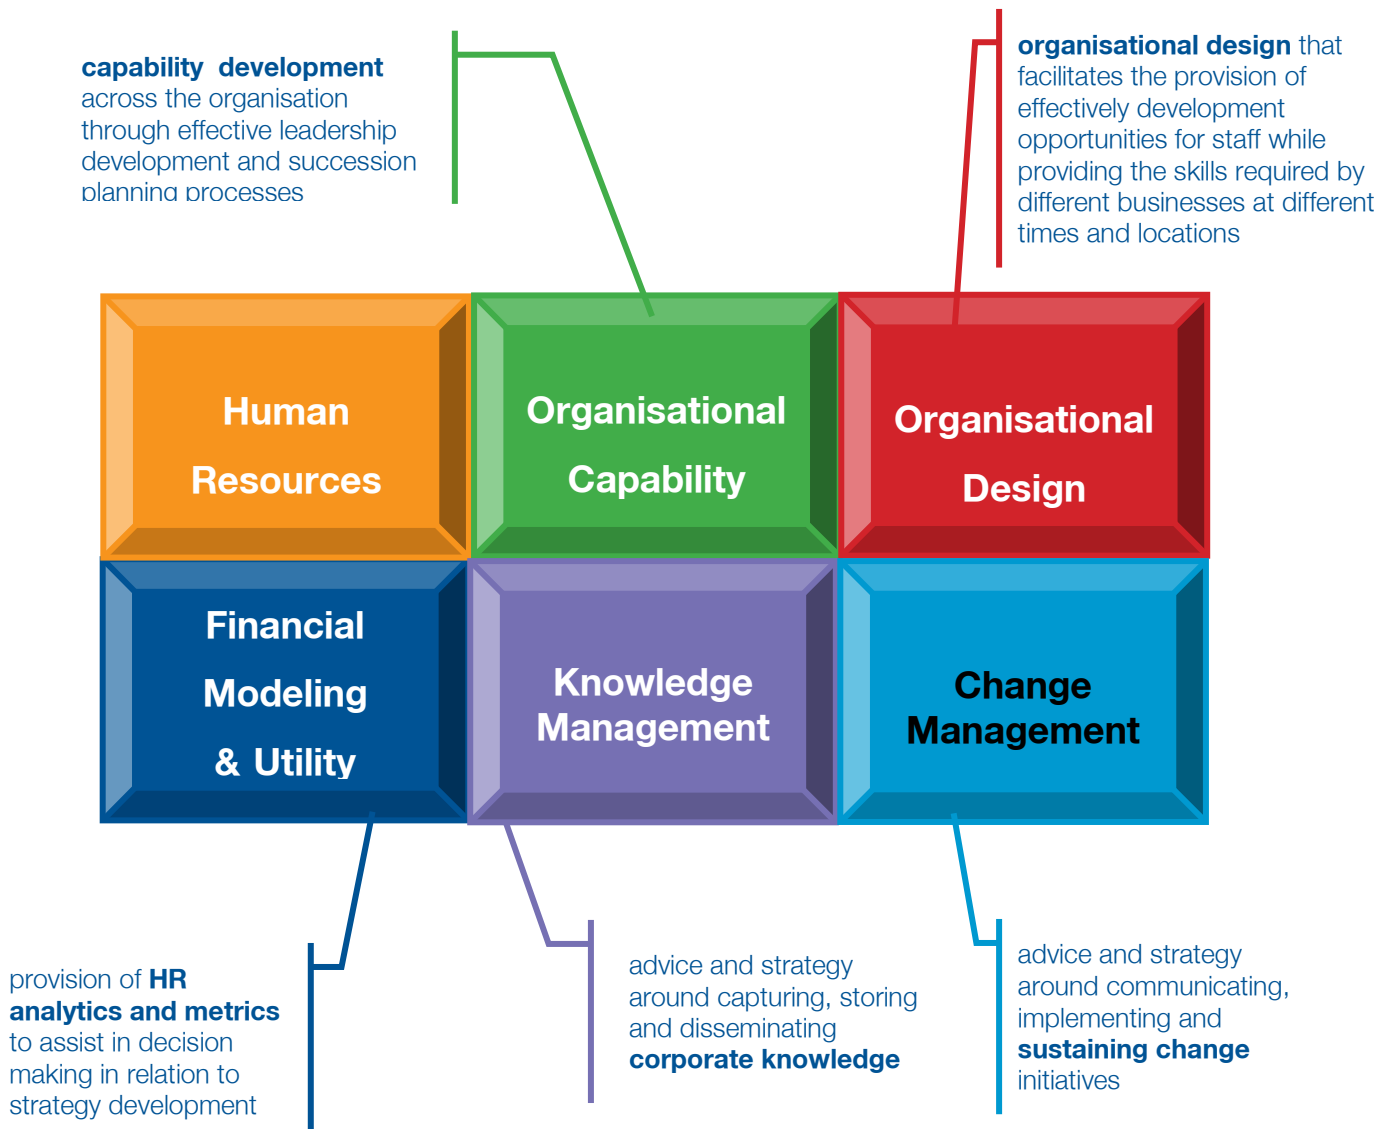 capability development
across the organisation
through effective leadership
development and succession
planning processes
organisational design that
facilitates the provision of
effectively development
opportunities for staff while
providing the skills required by
different businesses at different
times and locations
Human
Resources
Organisational
Capability
Organisational
Design
Financial
Modeling
& Utility
Knowledge
Management
Change
Management
provision of HR
analytics and metrics
to assist in decision
making in relation to
strategy development
advice and strategy
around capturing, storing
and disseminating
corporate knowledge
advice and strategy
around communicating,
implementing and
sustaining change
initiatives